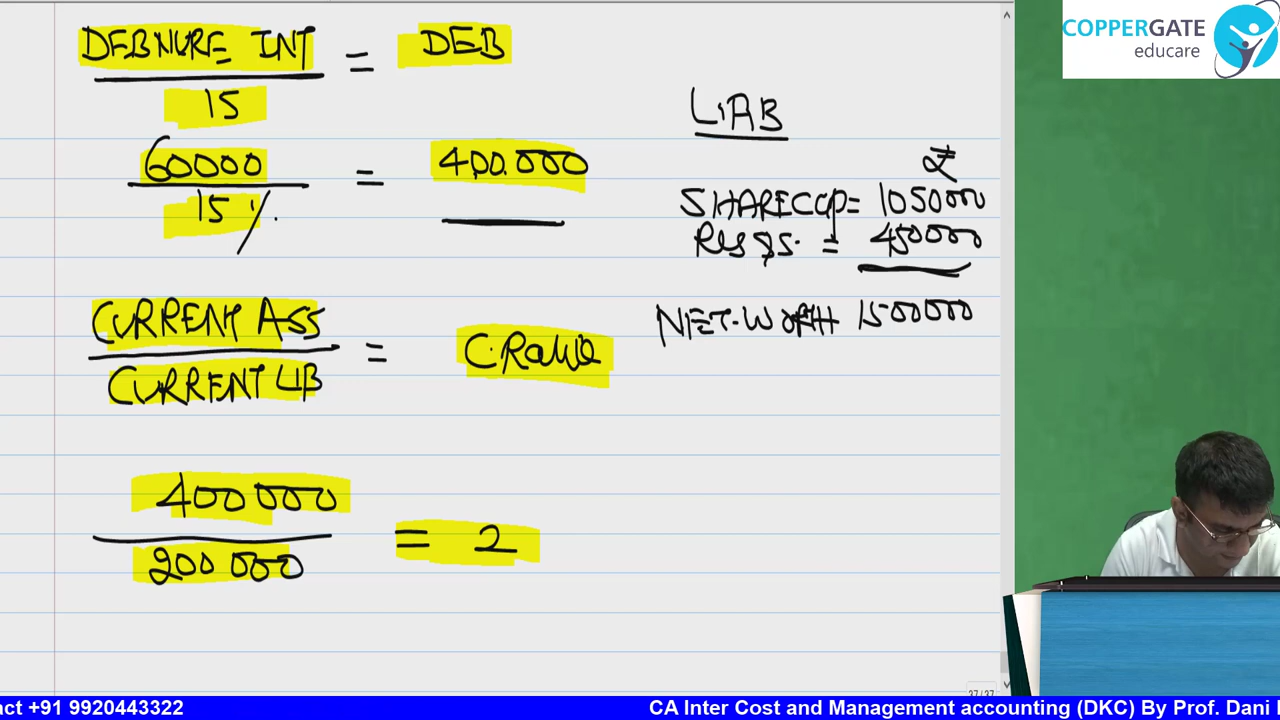 DEBNURE INT = DEB
15
60000 = 400.000
15%
CURRENT ASS = C.Ratio
CURRENT LIB
400000 = 2
200000
LIAB
₹
SHARECAP = 1050000
RES & S. = 450000
NET.WORTH 1500000
COPPERGATE
educare
37/37
act +91 9920443322
CA Inter Cost and Management accounting (DKC) By Prof. Dani